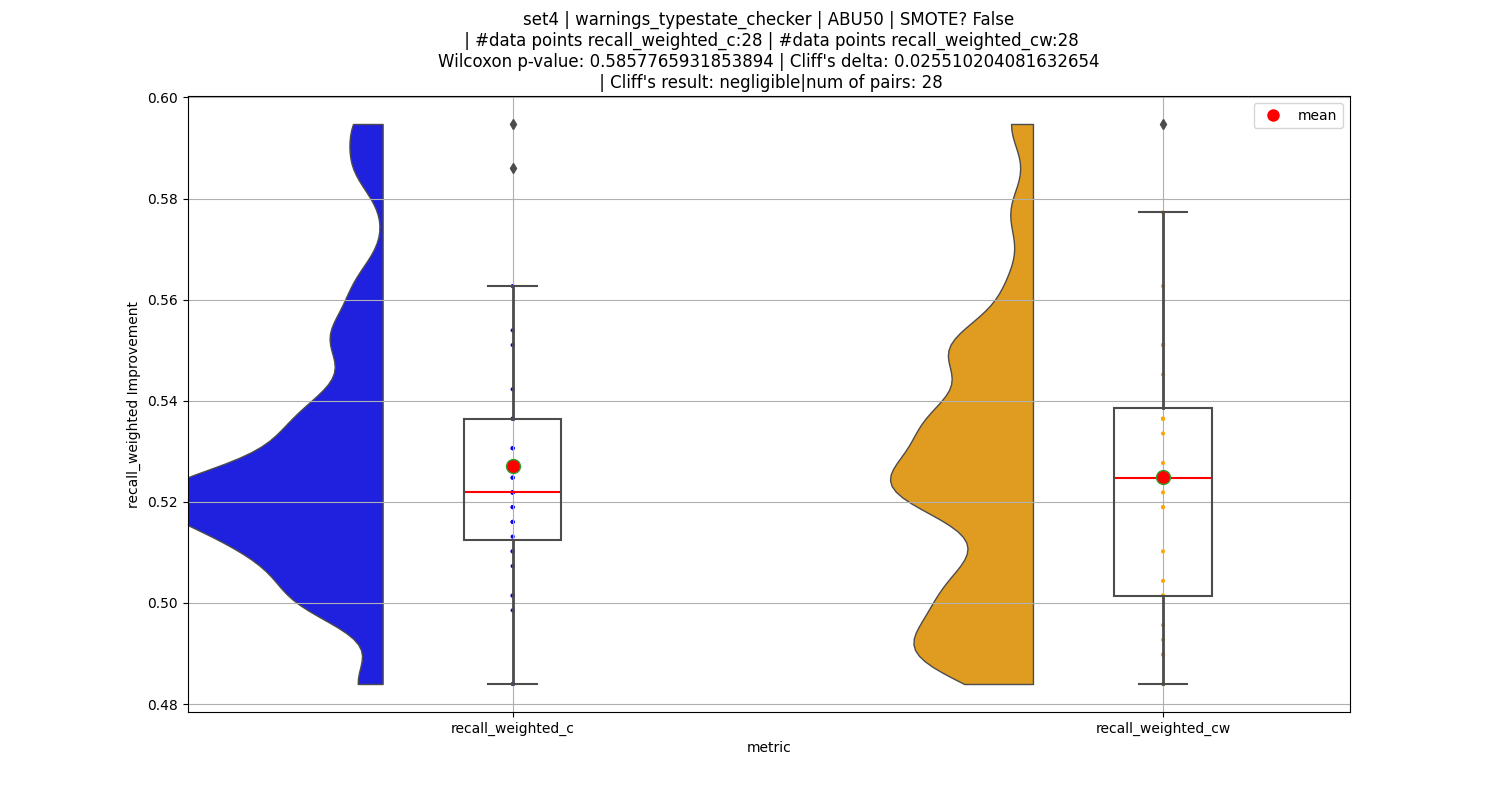 set4 | warnings_typestate_checker | ABU50 | SMOTE? False
| #data points recall_weighted_c:28 | #data points recall_weighted_cw:28
Wilcoxon p-value: 0.5857765931853894 | Cliff's delta: 0.025510204081632654
| Cliff's result: negligible|num of pairs: 28
mean
recall_weighted Improvement
0.60
0.58
0.56
0.54
0.52
0.50
0.48
recall_weighted_c
recall_weighted_cw
metric